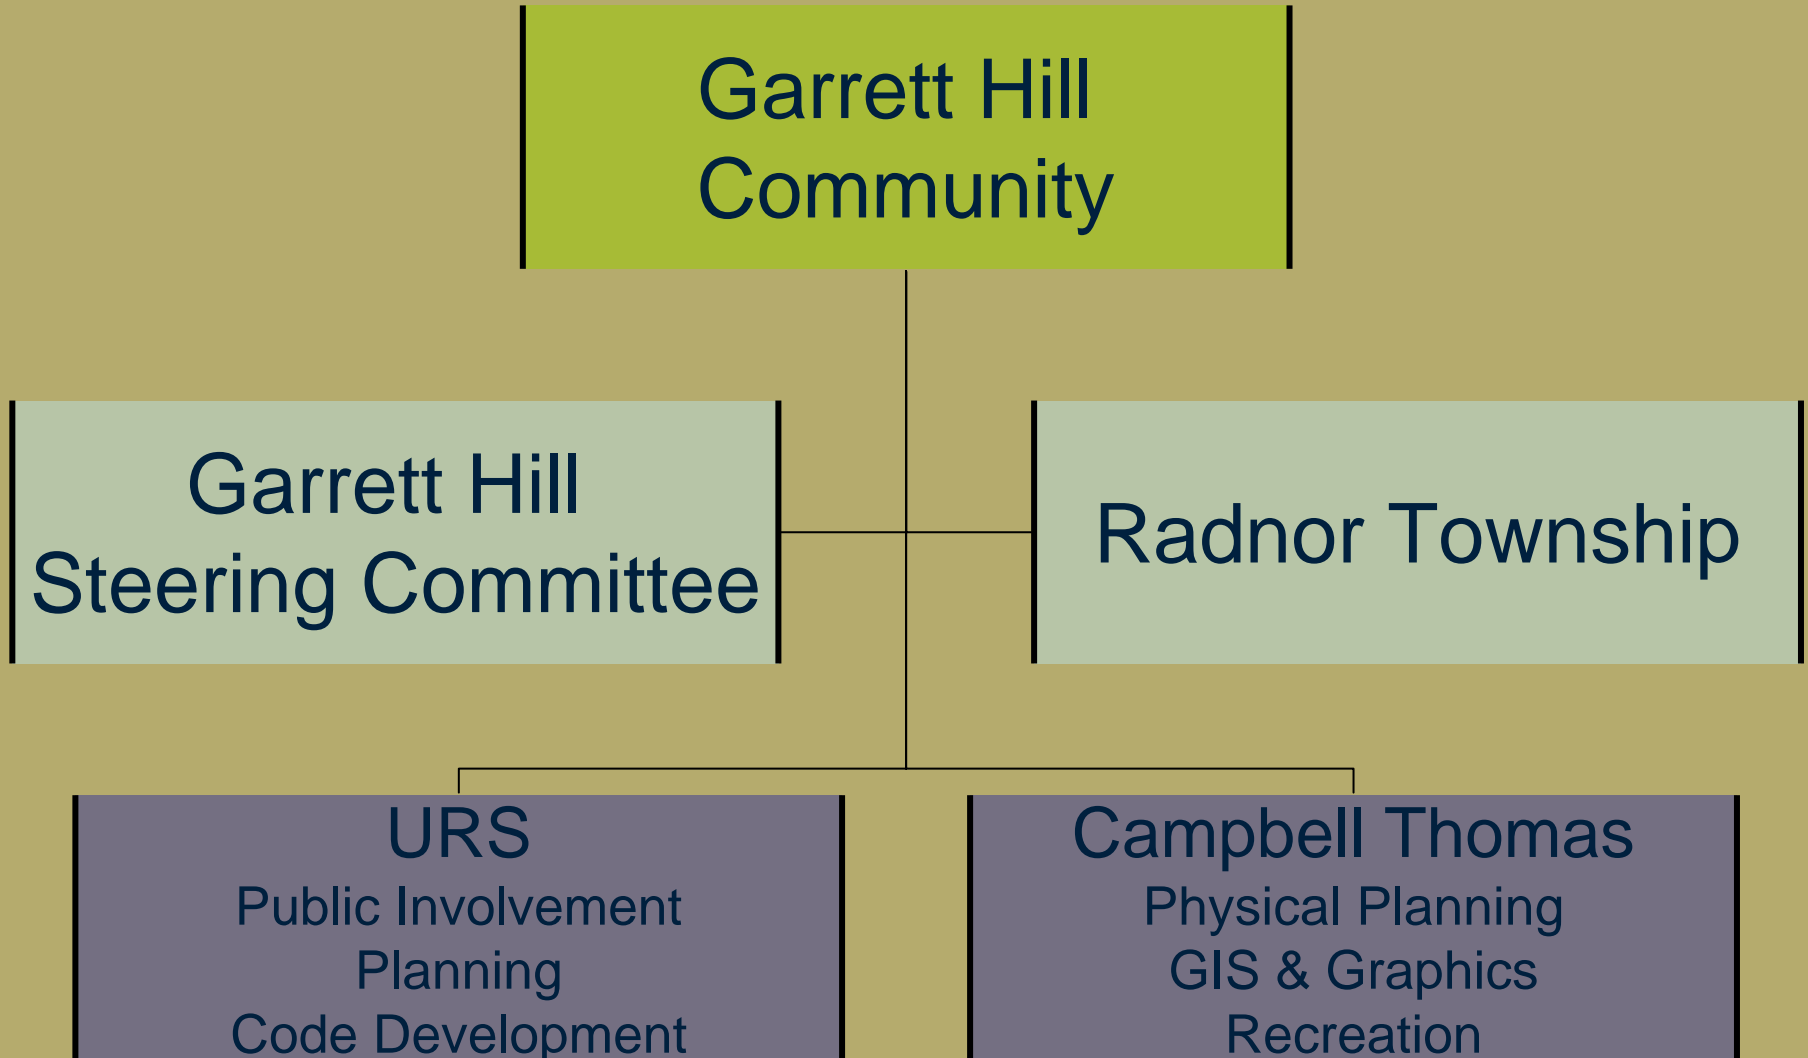 Garrett Hill
Community
Garrett Hill
Steering Committee
Radnor Township
URS
Public Involvement
Planning
Code Development
Campbell Thomas
Physical Planning
GIS & Graphics
Recreation